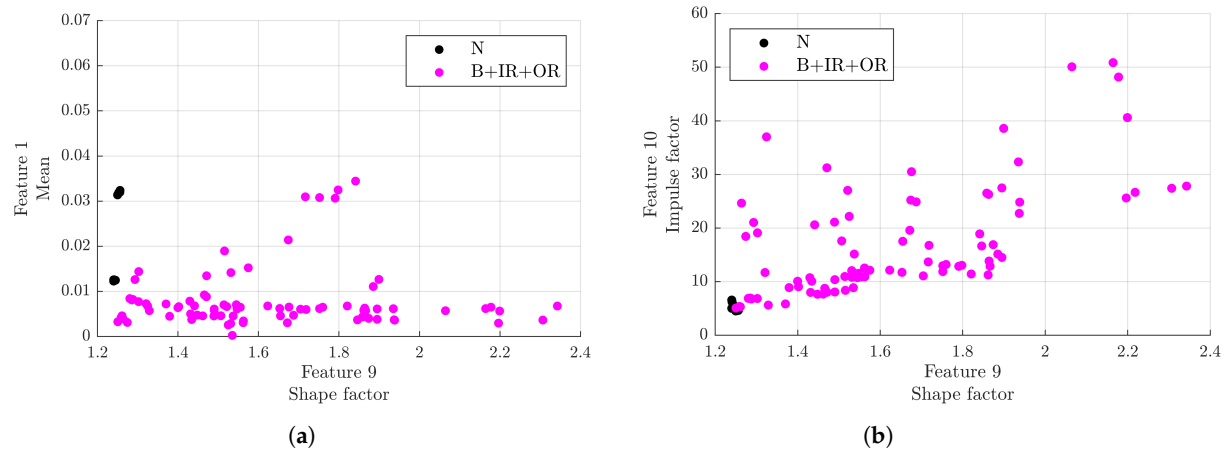 0.07
0.06
0.05
0.04
0.03
0.02
0.01
0
Feature 1
Mean
N
B+IR+OR
1.2 1.4 1.6 1.8 2 2.2 2.4
Feature 9
Shape factor
(a)
60
50
40
30
20
10
0
Feature 10
Impulse factor
N
B+IR+OR
1.2 1.4 1.6 1.8 2 2.2 2.4
Feature 9
Shape factor
(b)